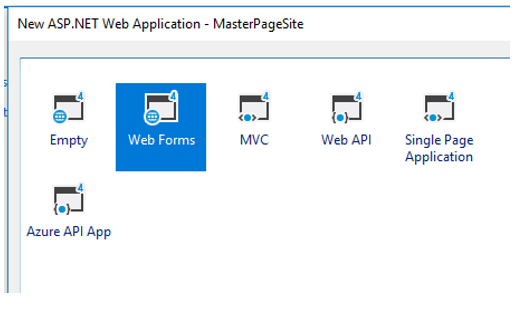 New ASP.NET Web Application - MasterPageSite
4 4 4 4 4
Empty Web Forms MVC Web API Single Page
Application
4
Azure API App